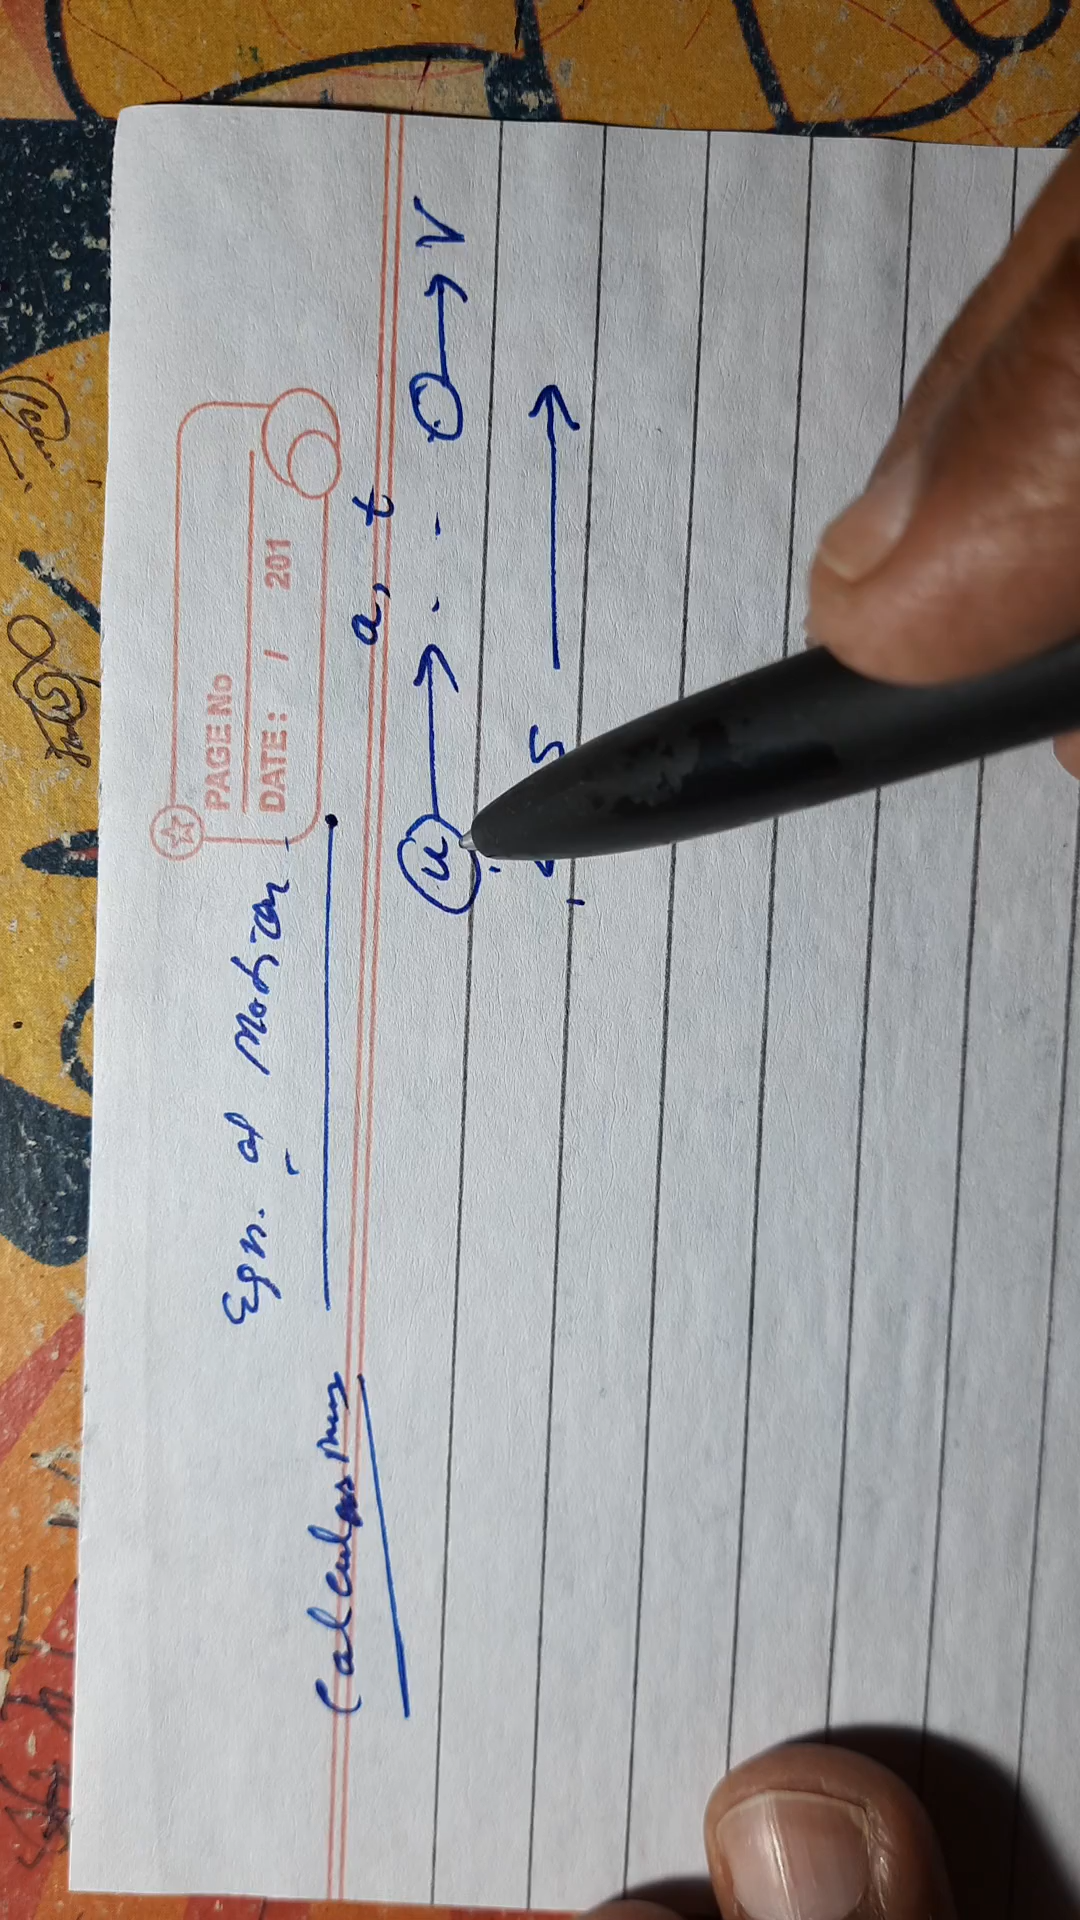 PAGE No
DATE: / / 201
Eqn. of Motion
Calculus
a, t
u → . . O → V
S →